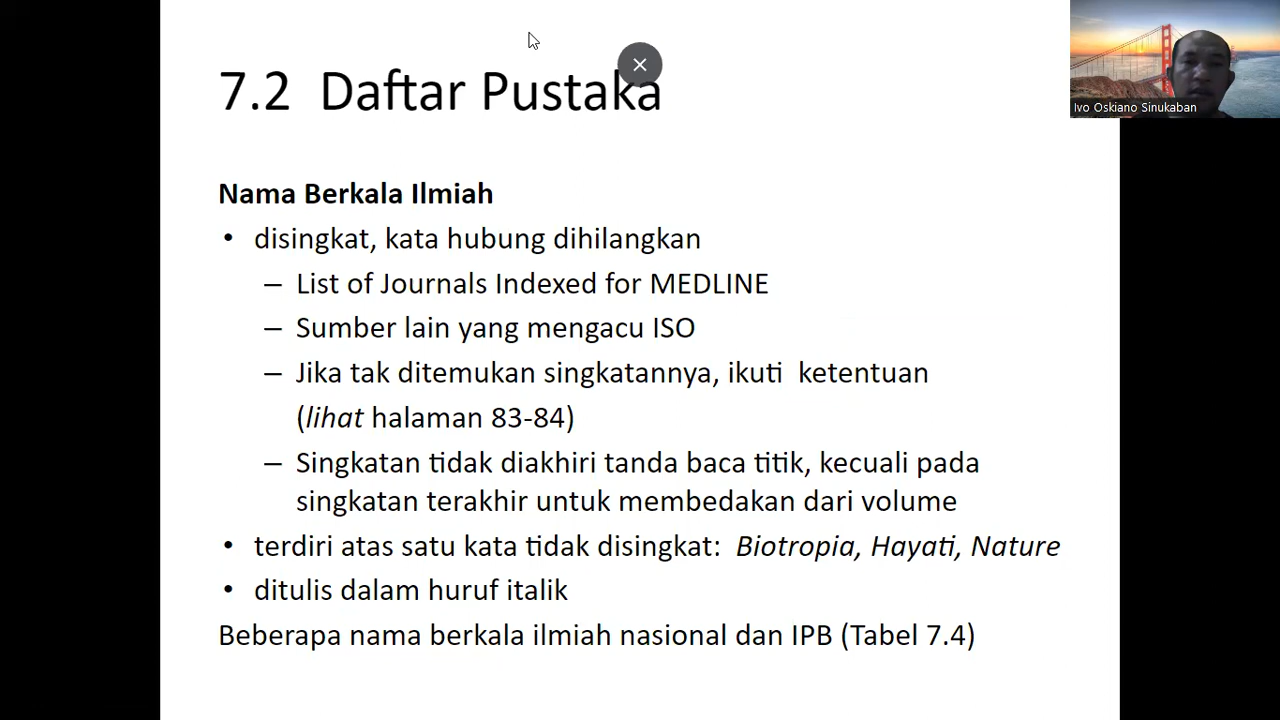 7.2 Daftar Pustaka
Ivo Oskiano Sinukaban
Nama Berkala Ilmiah
• disingkat, kata hubung dihilangkan
– List of Journals Indexed for MEDLINE
– Sumber lain yang mengacu ISO
– Jika tak ditemukan singkatannya, ikuti ketentuan
(lihat halaman 83-84)
– Singkatan tidak diakhiri tanda baca titik, kecuali pada
singkatan terakhir untuk membedakan dari volume
• terdiri atas satu kata tidak disingkat: Biotropia, Hayati, Nature
• ditulis dalam huruf italik
Beberapa nama berkala ilmiah nasional dan IPB (Tabel 7.4)